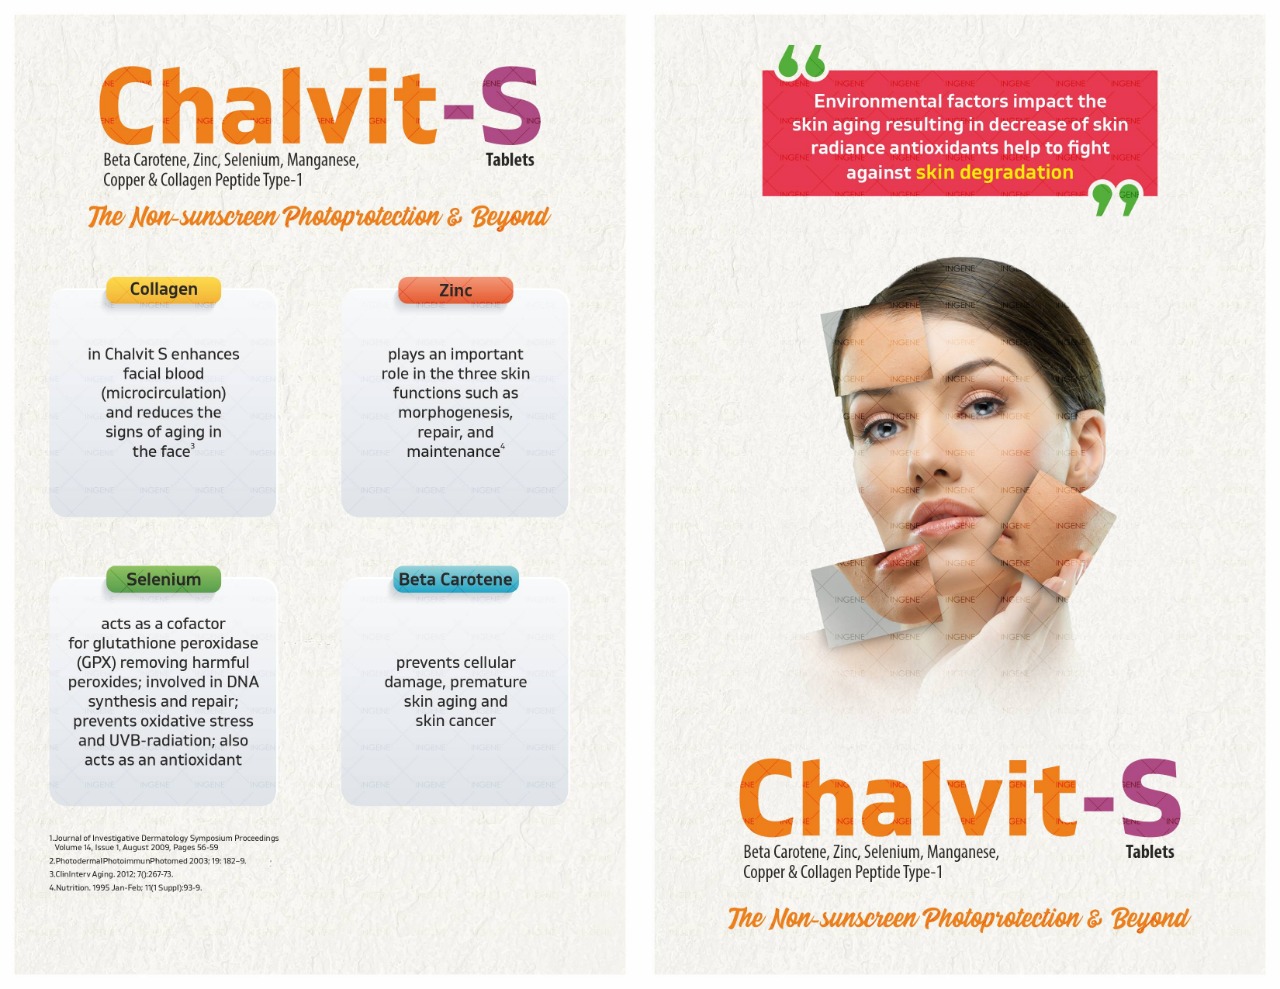 Chalvit-S
Beta Carotene, Zinc, Selenium, Manganese,
Copper & Collagen Peptide Type-1
Tablets
The Non-sunscreen Photoprotection & Beyond
Collagen
in Chalvit S enhances
facial blood
(microcirculation)
and reduces the
signs of aging in
the face3
Zinc
plays an important
role in the three skin
functions such as
morphogenesis,
repair, and
maintenance4
Selenium
acts as a cofactor
for glutathione peroxidase
(GPX) removing harmful
peroxides; involved in DNA
synthesis and repair;
prevents oxidative stress
and UVB-radiation; also
acts as an antioxidant
Beta Carotene
prevents cellular
damage, premature
skin aging and
skin cancer
1.Journal of Investigative Dermatology Symposium Proceedings
Volume 14, Issue 1, August 2009, Pages 56-59
2.PhotodermalPhotoimmunPhotomed 2003; 19: 182–9.
3.ClinInterv Aging. 2012; 7():267-73.
4.Nutrition. 1995 Jan-Feb; 11(1 Suppl):93-9.
“
Environmental factors impact the
skin aging resulting in decrease of skin
radiance antioxidants help to fight
against skin degradation
”
INGENE
Chalvit-S
Beta Carotene, Zinc, Selenium, Manganese,
Copper & Collagen Peptide Type-1
Tablets
The Non-sunscreen Photoprotection & Beyond